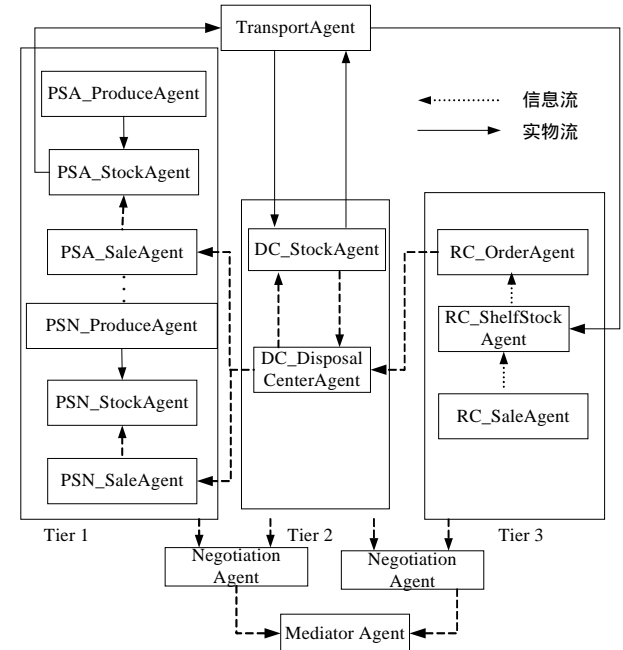 TransportAgent
PSA_ProduceAgent
PSA_StockAgent
PSA_SaleAgent
PSN_ProduceAgent
PSN_StockAgent
PSN_SaleAgent
Tier 1
DC_StockAgent
DC_Disposal
CenterAgent
Tier 2
信息流
实物流
RC_OrderAgent
RC_ShelfStock
Agent
RC_SaleAgent
Tier 3
Negotiation
Agent
Negotiation
Agent
Mediator Agent